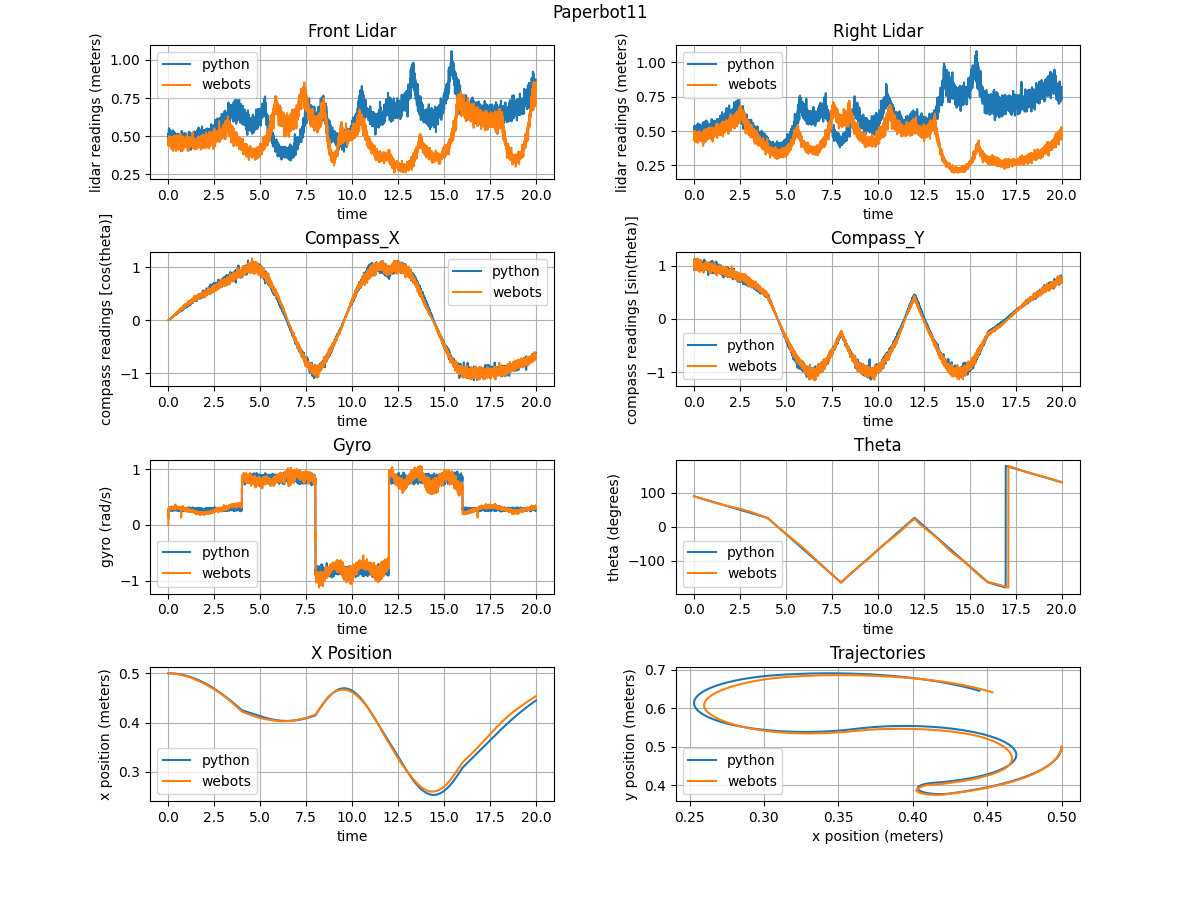 Paperbot11
Front Lidar
lidar readings (meters)
1.00
0.75
0.50
0.25
python
webots
0.0 2.5 5.0 7.5 10.0 12.5 15.0 17.5 20.0
time
Right Lidar
lidar readings (meters)
1.00
0.75
0.50
0.25
python
webots
0.0 2.5 5.0 7.5 10.0 12.5 15.0 17.5 20.0
time
Compass_X
compass readings [cos(theta)]
1
0
−1
python
webots
0.0 2.5 5.0 7.5 10.0 12.5 15.0 17.5 20.0
time
Compass_Y
compass readings [sin(theta)]
1
0
−1
python
webots
0.0 2.5 5.0 7.5 10.0 12.5 15.0 17.5 20.0
time
Gyro
gyro (rad/s)
1
0
−1
python
webots
0.0 2.5 5.0 7.5 10.0 12.5 15.0 17.5 20.0
time
Theta
theta (degrees)
100
0
−100
python
webots
0.0 2.5 5.0 7.5 10.0 12.5 15.0 17.5 20.0
time
X Position
x position (meters)
0.5
0.4
0.3
python
webots
0.0 2.5 5.0 7.5 10.0 12.5 15.0 17.5 20.0
time
Trajectories
y position (meters)
0.7
0.6
0.5
0.4
python
webots
0.25 0.30 0.35 0.40 0.45 0.50
x position (meters)